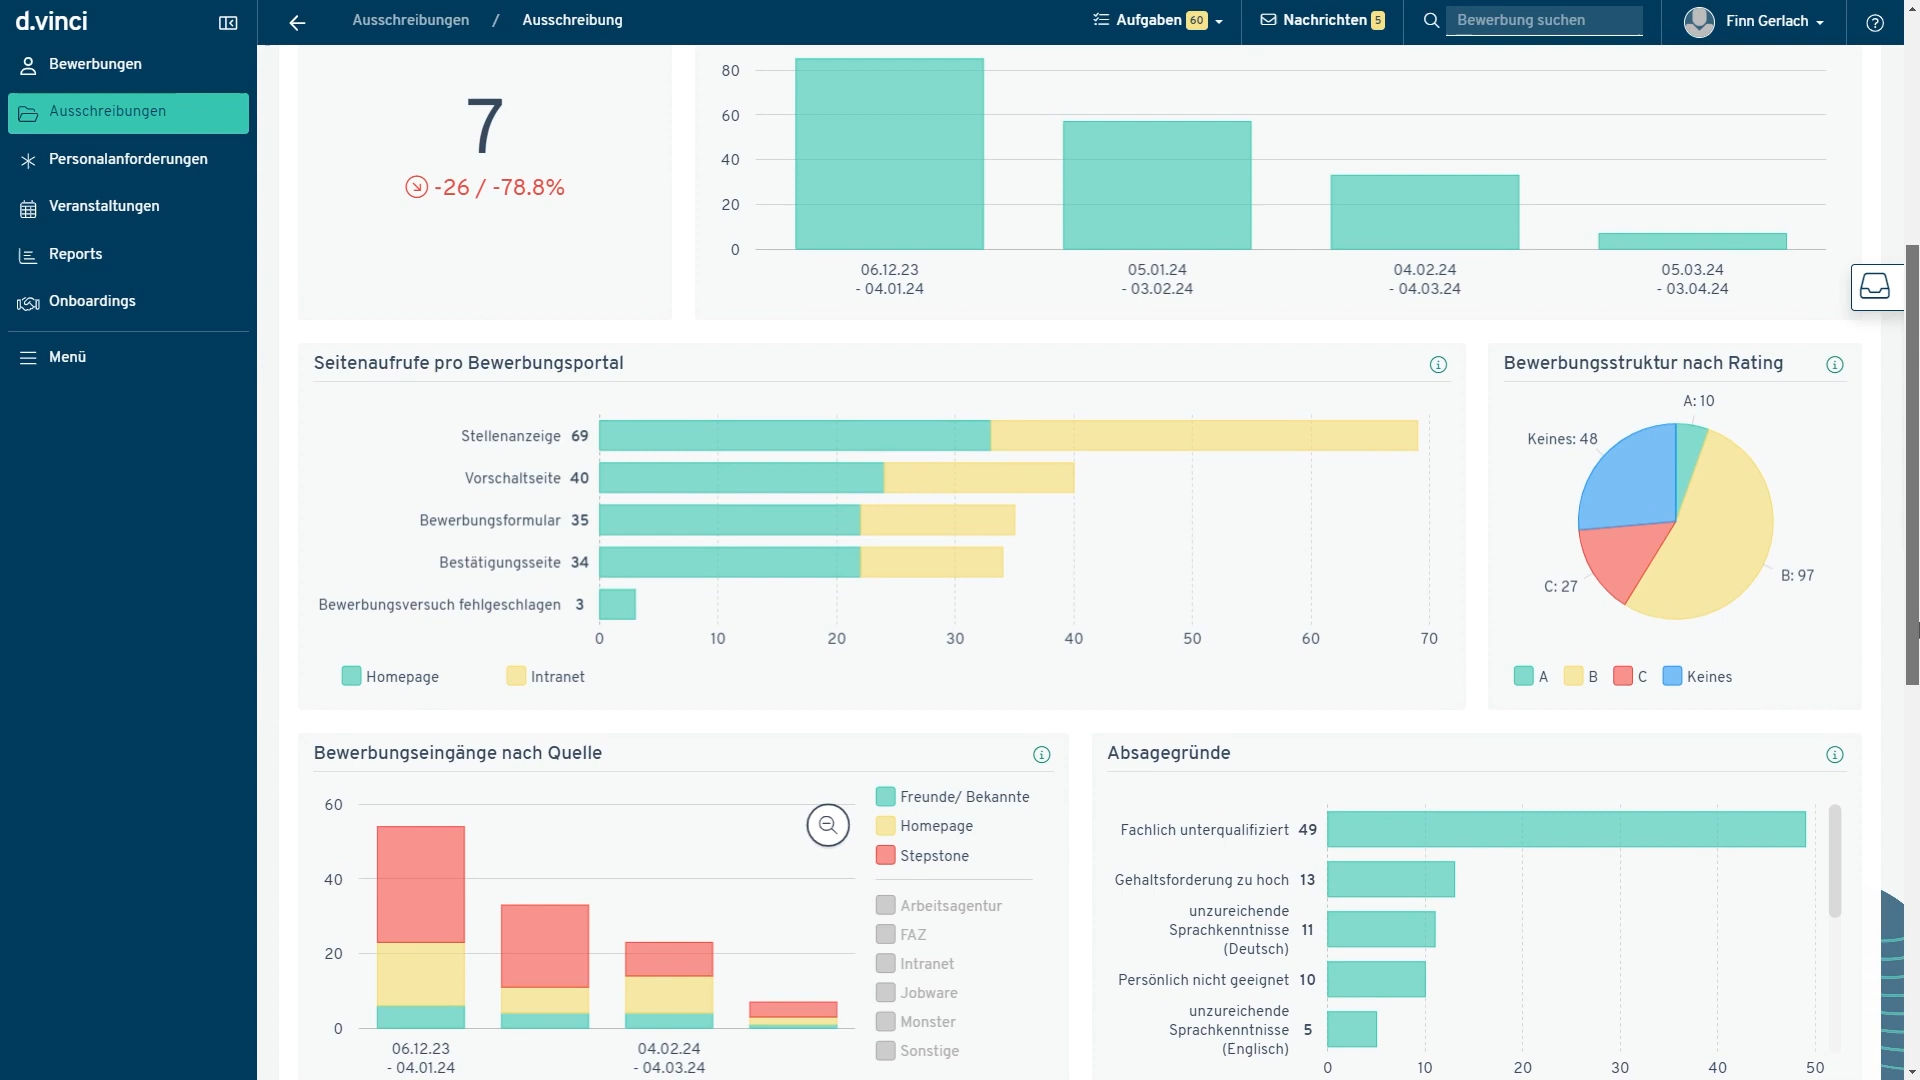 d.vinci
Ausschreibungen / Ausschreibung
Aufgaben 60
Nachrichten 5
Bewerbung suchen
Finn Gerlach
Bewerbungen
Ausschreibungen
Personalanforderungen
Veranstaltungen
Reports
Onboardings
Menü
7
-26 / -78.8%
80
60
40
20
0
06.12.23
- 04.01.24
05.01.24
- 03.02.24
04.02.24
- 04.03.24
05.03.24
- 03.04.24
Seitenaufrufe pro Bewerbungsportal
Stellenanzeige 69
Vorschaltseite 40
Bewerbungsformular 35
Bestätigungsseite 34
Bewerbungsversuch fehlgeschlagen 3
0 10 20 30 40 50 60 70
Homepage Intranet
Bewerbungsstruktur nach Rating
A: 10
Keines: 48
B: 97
C: 27
A B C Keines
Bewerbungseingänge nach Quelle
60
40
20
0
06.12.23
- 04.01.24
04.02.24
- 04.03.24
Freunde/ Bekannte
Homepage
Stepstone
Arbeitsagentur
FAZ
Intranet
Jobware
Monster
Sonstige
Absagegründe
Fachlich unterqualifiziert 49
Gehaltsforderung zu hoch 13
unzureichende
Sprachkenntnisse 11
(Deutsch)
Persönlich nicht geeignet 10
unzureichende
Sprachkenntnisse 5
(Englisch)
0 10 20 30 40 50